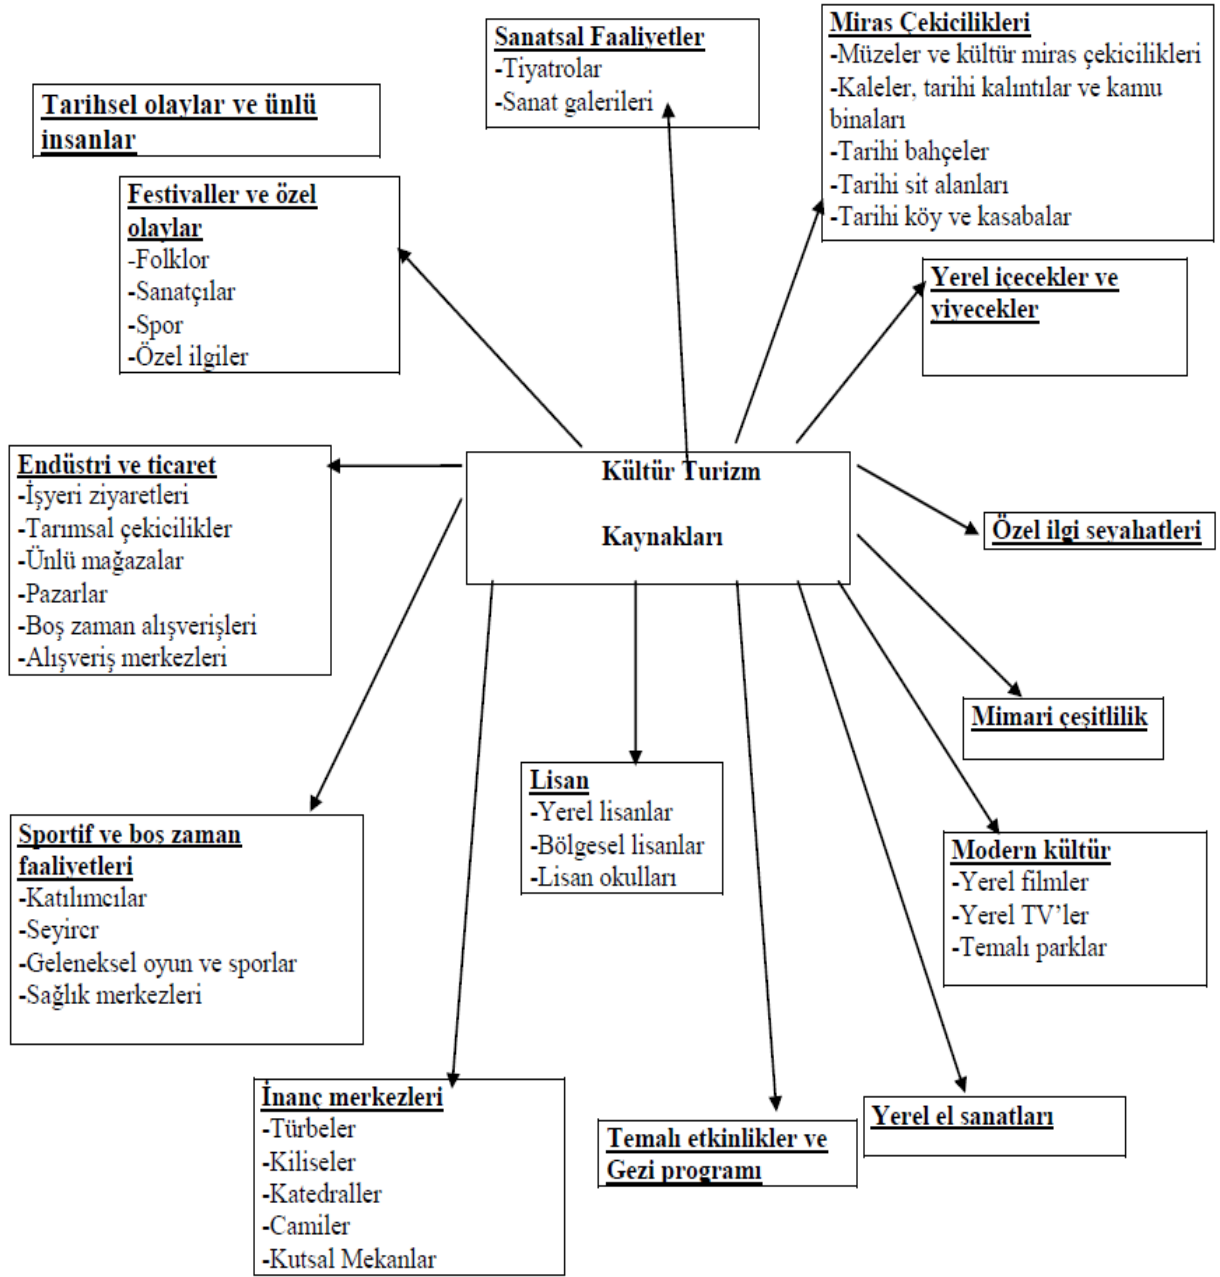 Sanatsal Faaliyetler
-Tiyatrolar
-Sanat galerileri
Miras Çekicilikleri
-Müzeler ve kültür miras çekicilikleri
-Kaleler, tarihi kalıntılar ve kamu
binaları
-Tarihi bahçeler
-Tarihi sit alanları
-Tarihi köy ve kasabalar
Tarihsel olaylar ve ünlü
insanlar
Festivaller ve özel
olaylar
-Folklor
-Sanatçılar
-Spor
-Özel ilgiler
Yerel içecekler ve
yiyecekler
Endüstri ve ticaret
-İşyeri ziyaretleri
-Tarımsal çekicilikler
-Ünlü mağazalar
-Pazarlar
-Boş zaman alışverişleri
-Alışveriş merkezleri
Kültür Turizm
Kaynakları
Özel ilgi seyahatleri
Mimari çeşitlilik
Lisan
-Yerel lisanlar
-Bölgesel lisanlar
-Lisan okulları
Sportif ve boş zaman
faaliyetleri
-Katılımcılar
-Seyircr
-Geleneksel oyun ve sporlar
-Sağlık merkezleri
Modern kültür
-Yerel filmler
-Yerel TV'ler
-Temalı parklar
İnanç merkezleri
-Türbeler
-Kiliseler
-Katedraller
-Camiler
-Kutsal Mekanlar
Temalı etkinlikler ve
Gezi programı
Yerel el sanatları